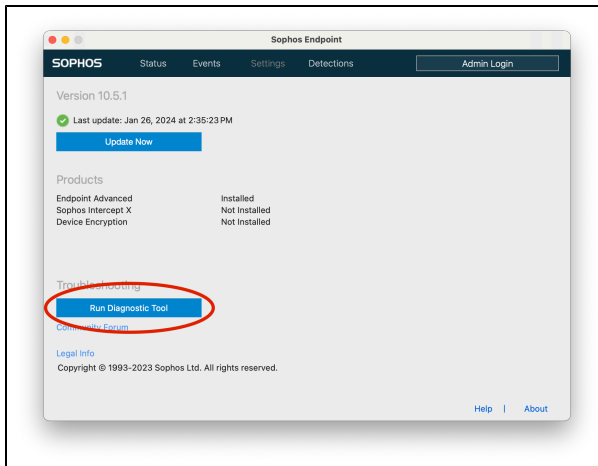 Sophos Endpoint
SOPHOS Status Events Settings Detections Admin Login
Version 10.5.1
Last update: Jan 26, 2024 at 2:35:23 PM
Update Now
Products
Endpoint Advanced Installed
Sophos Intercept X Not Installed
Device Encryption Not Installed
Troubleshooting
Run Diagnostic Tool
Community Forum
Legal Info
Copyright © 1993-2023 Sophos Ltd. All rights reserved.
Help | About